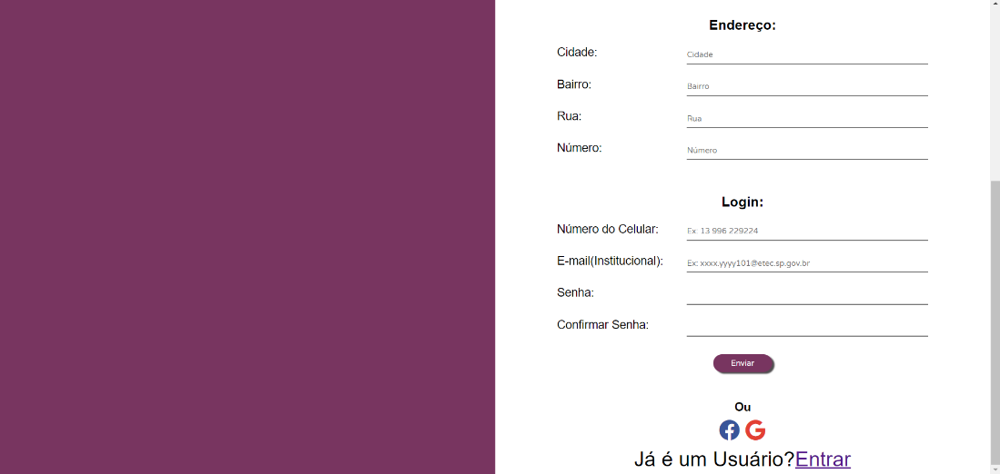 Endereço:
Cidade: Cidade
Bairro: Bairro
Rua: Rua
Número: Número
Login:
Número do Celular: Ex: 13 996 229224
E-mail(Institucional): Ex: xxxx.yyyy101@etec.sp.gov.br
Senha:
Confirmar Senha:
Enviar
Ou
Já é um Usuário?Entrar